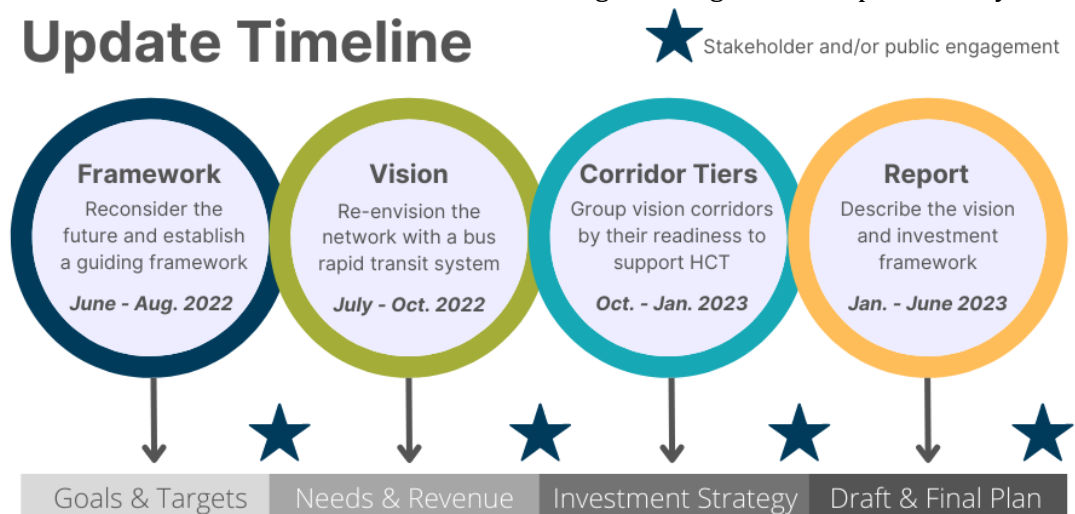 Update Timeline
Stakeholder and/or public engagement
Framework
Reconsider the
future and establish
a guiding framework
June - Aug. 2022
Vision
Re-envision the
network with a bus
rapid transit system
July - Oct. 2022
Corridor Tiers
Group vision corridors
by their readiness to
support HCT
Oct. - Jan. 2023
Report
Describe the vision
and investment
framework
Jan. - June 2023
Goals & Targets
Needs & Revenue
Investment Strategy
Draft & Final Plan